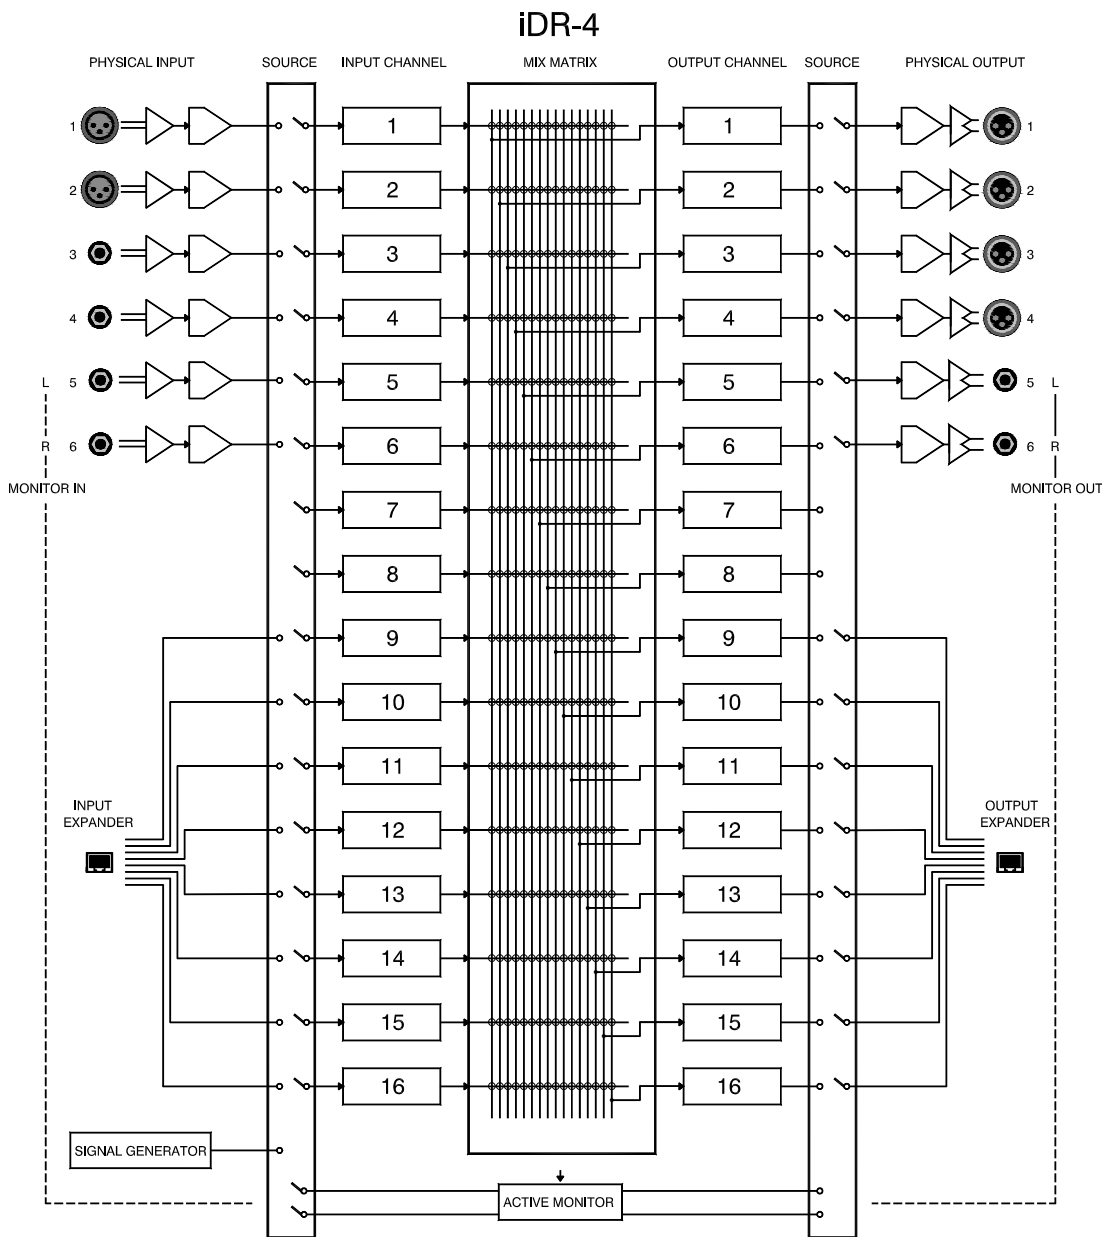 iDR-4
PHYSICAL INPUT SOURCE INPUT CHANNEL MIX MATRIX OUTPUT CHANNEL SOURCE PHYSICAL OUTPUT
1 1 1 1
2 2 2 2
3 3 3 3
4 4 4 4
L 5 5 5 5 L
R 6 6 6 6 R
MONITOR IN 7 7 MONITOR OUT
8 8
9 9
10 10
11 11
INPUT EXPANDER 12 12 OUTPUT EXPANDER
13 13
14 14
15 15
16 16
SIGNAL GENERATOR
ACTIVE MONITOR